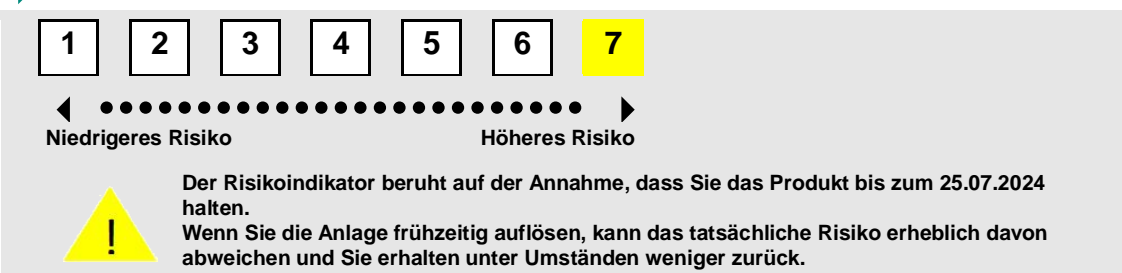 1 2 3 4 5 6 7
Niedrigeres Risiko Höheres Risiko
Der Risikoindikator beruht auf der Annahme, dass Sie das Produkt bis zum 25.07.2024
halten.
!
Wenn Sie die Anlage frühzeitig auflösen, kann das tatsächliche Risiko erheblich davon
abweichen und Sie erhalten unter Umständen weniger zurück.